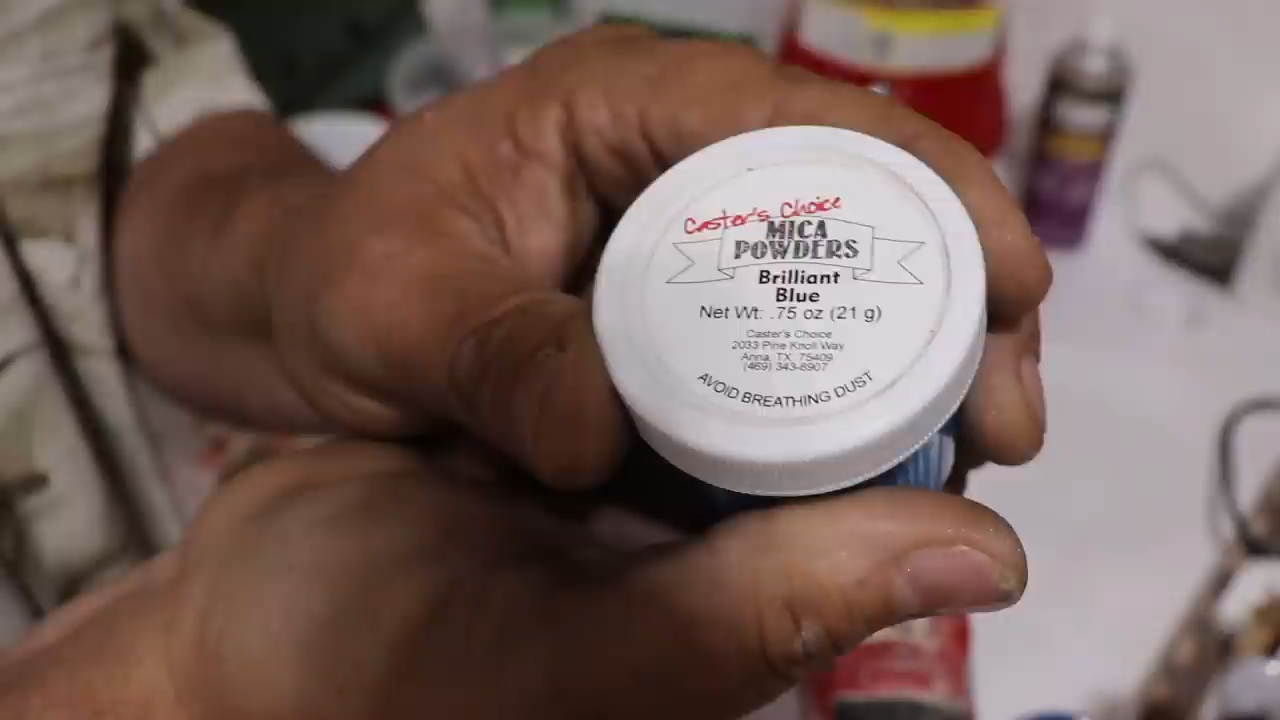 Caster's Choice
MICA
POWDERS
Brilliant
Blue
Net Wt: .75 oz (21 g)
Caster's Choice
2033 Pine Knoll Way
Anna, TX 75409
(469) 343-8907
AVOID BREATHING DUST